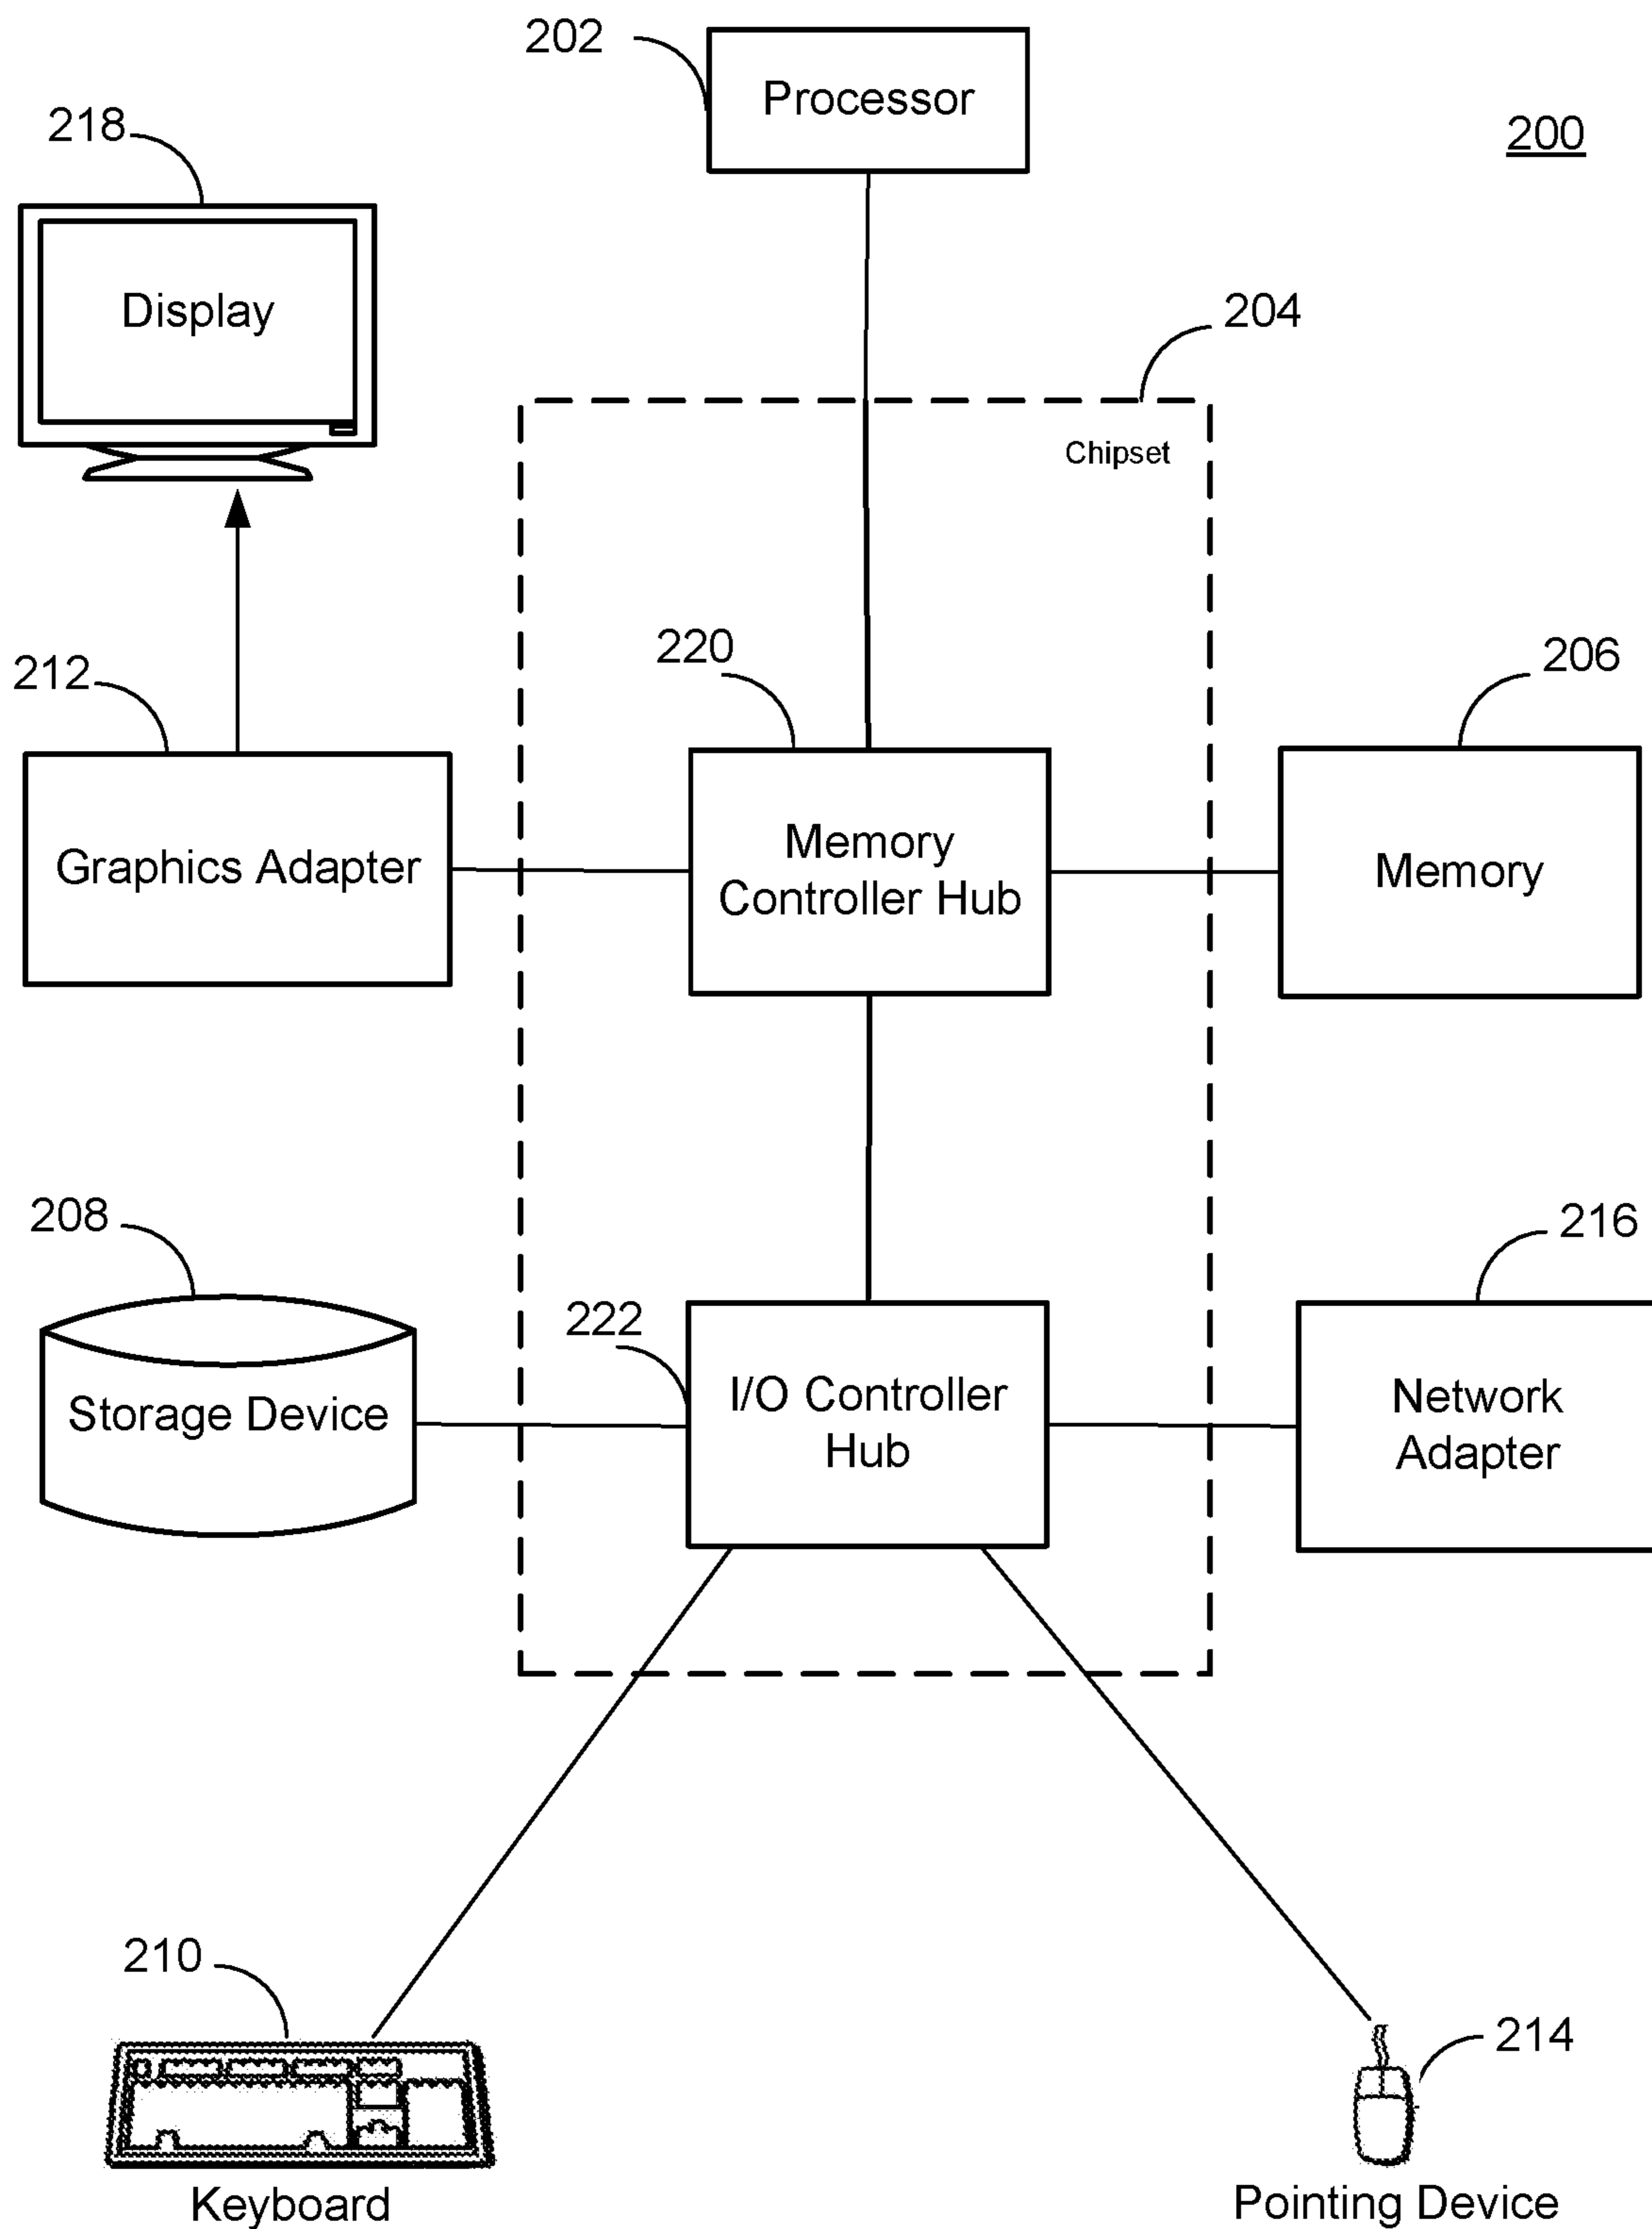 202
Processor
200
218
Display
204
Chipset
220
206
212
Memory
Controller Hub
Graphics Adapter
Memory
208
216
222
I/O Controller
Hub
Storage Device
Network
Adapter
210
214
Keyboard
Pointing Device